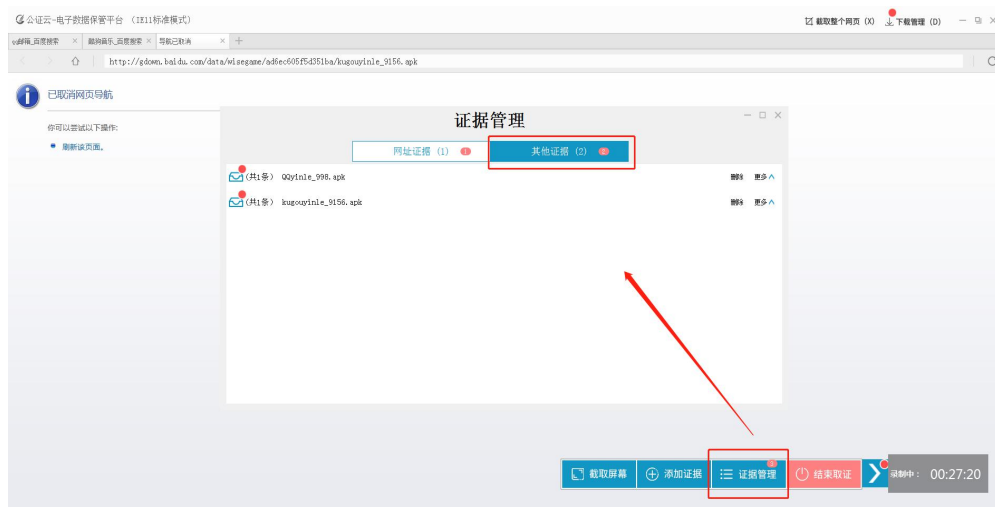 公证云-电子数据保管平台 (IE11标准模式)
截取整个网页 (X) 下载管理 (D)
qq邮箱_百度搜索 酷狗音乐_百度搜索 导航已取消
http://gdown.baidu.com/data/wisegame/ad6ec605f5d351ba/kugouyinle_9156.apk
已取消网页导航
你可以尝试以下操作:
刷新该页面。
证据管理
网址证据 (1) 1 其他证据 (2) 2
(共1条) QQyinle_998.apk 删除 更多
(共1条) kugouyinle_9156.apk 删除 更多
截取屏幕 添加证据 证据管理 3 结束取证 录制中: 00:27:20